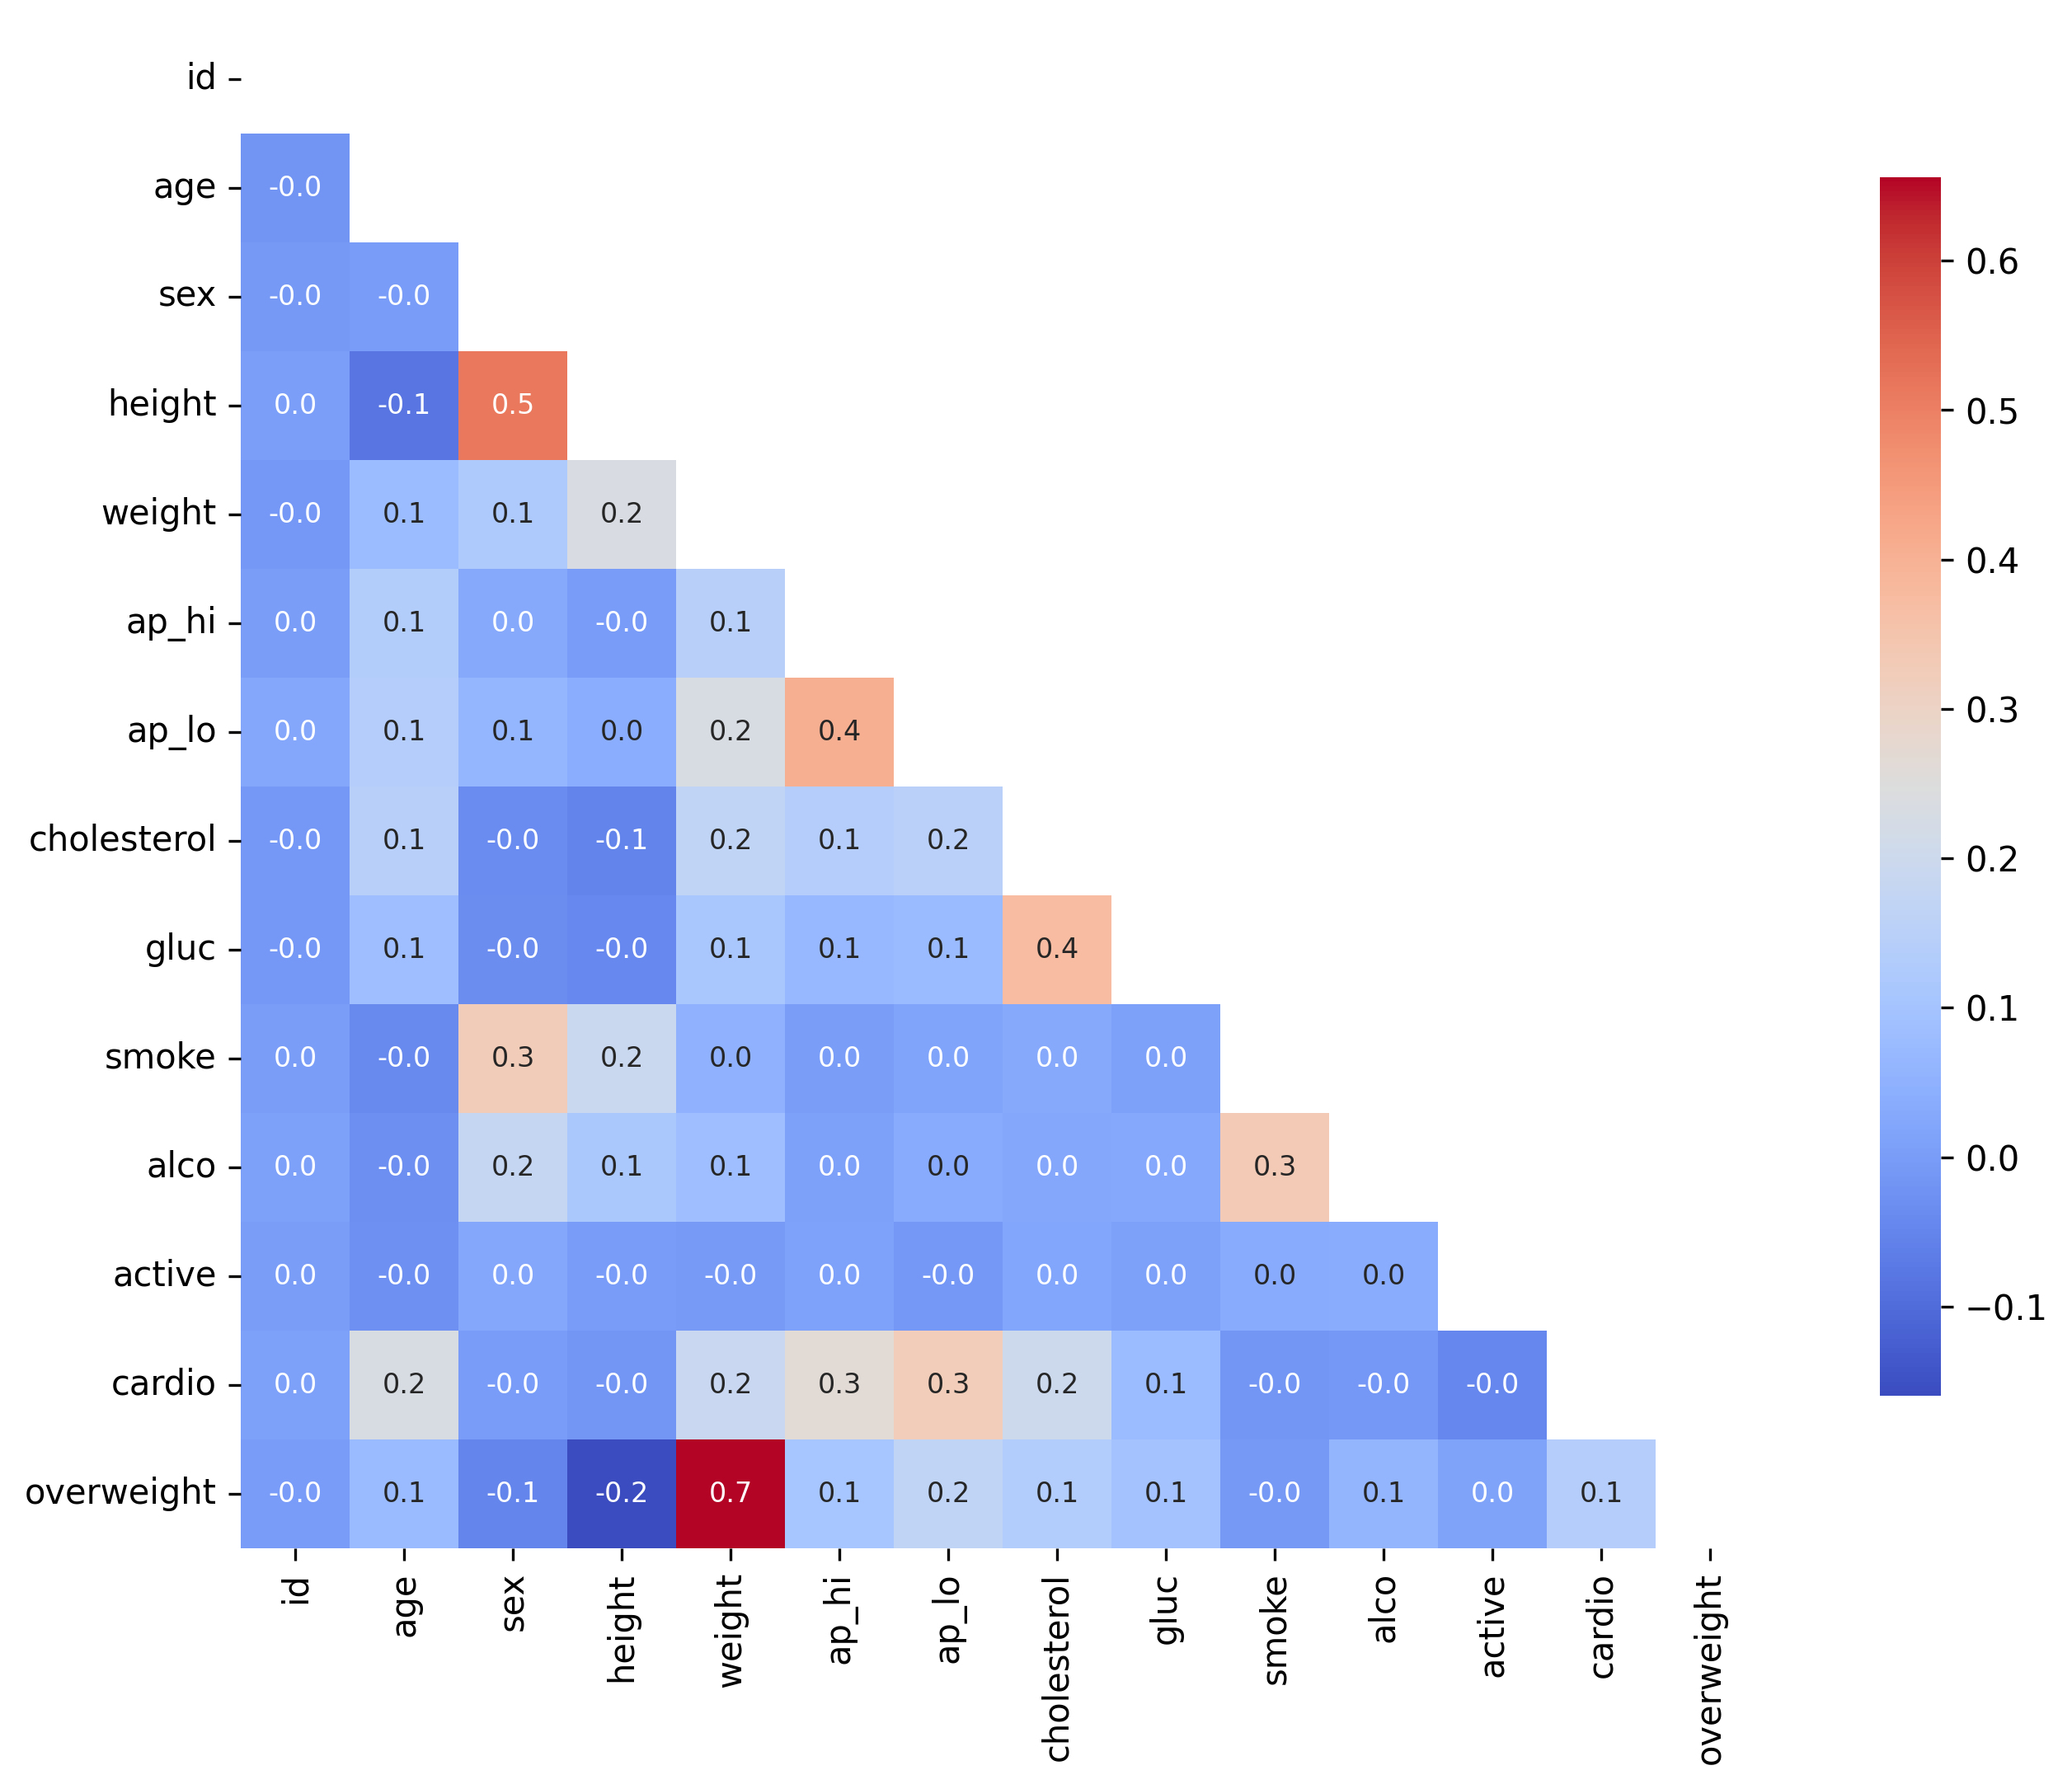 id
age -0.0
sex -0.0 -0.0
height 0.0 -0.1 0.5
weight -0.0 0.1 0.1 0.2
ap_hi 0.0 0.1 0.0 -0.0 0.1
ap_lo 0.0 0.1 0.1 0.0 0.2 0.4
cholesterol -0.0 0.1 -0.0 -0.1 0.2 0.1 0.2
gluc -0.0 0.1 -0.0 -0.0 0.1 0.1 0.1 0.4
smoke 0.0 -0.0 0.3 0.2 0.0 0.0 0.0 0.0 0.0
alco 0.0 -0.0 0.2 0.1 0.1 0.0 0.0 0.0 0.0 0.3
active 0.0 -0.0 0.0 -0.0 -0.0 0.0 -0.0 0.0 0.0 0.0 0.0
cardio 0.0 0.2 -0.0 -0.0 0.2 0.3 0.3 0.2 0.1 -0.0 -0.0 -0.0
overweight -0.0 0.1 -0.1 -0.2 0.7 0.1 0.2 0.1 0.1 -0.0 0.1 0.0 0.1
id age sex height weight ap_hi ap_lo cholesterol gluc smoke alco active cardio overweight
0.6
0.5
0.4
0.3
0.2
0.1
0.0
−0.1